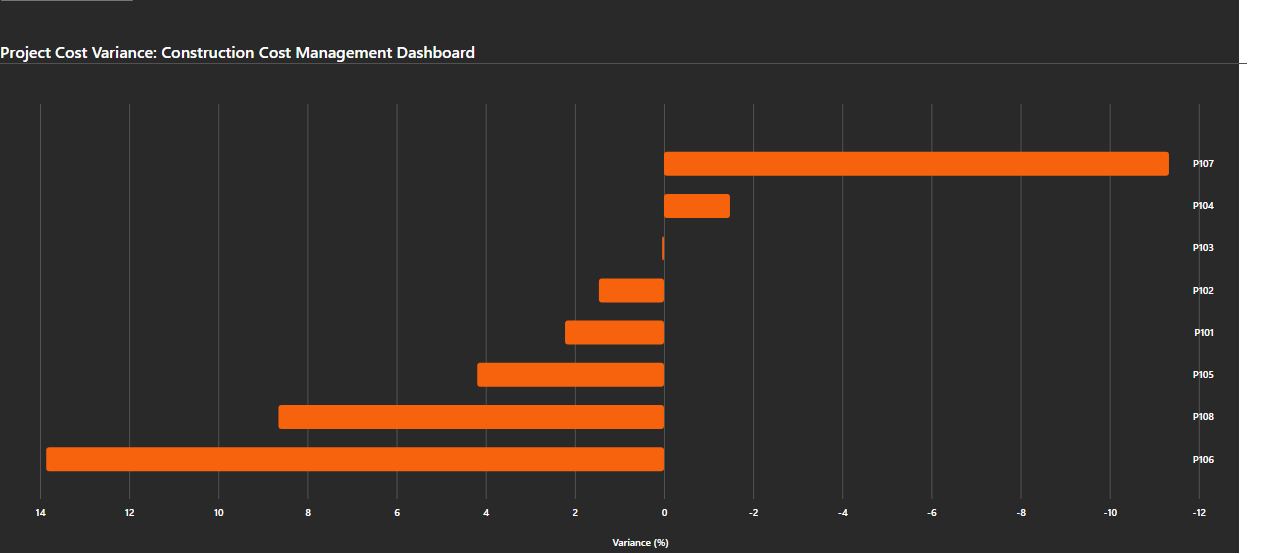 Project Cost Variance: Construction Cost Management Dashboard
P107
P104
P103
P102
P101
P105
P108
P106
14 12 10 8 6 4 2 0 -2 -4 -6 -8 -10 -12
Variance (%)